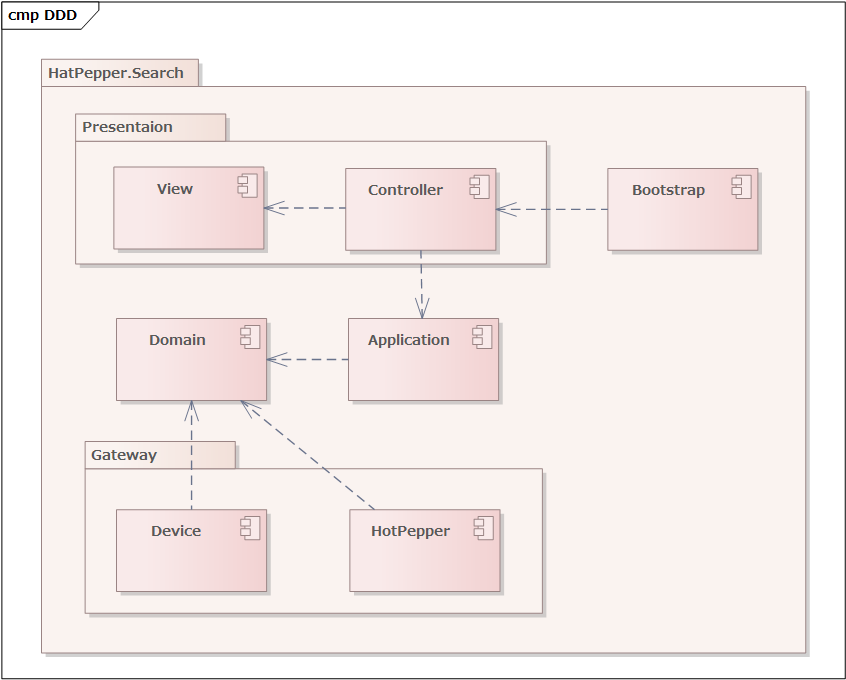 cmp DDD
HatPepper.Search
Presentaion
View
Controller
Bootstrap
Domain
Application
Gateway
Device
HotPepper